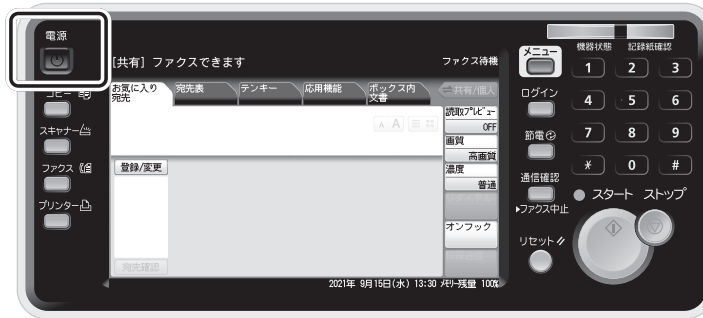 電源
コピー
スキャナー
ファクス
プリンター
[共有] ファクスできます
ファクス待機
お気に入り
宛先
宛先表
テンキー
応用機能
ボックス内
文書
共有/個人
A A
読取プレビュー
OFF
画質
高画質
濃度
普通
オンフック
登録/変更
宛先確認
2021年 9月15日(水) 13:30 メモリー残量 100%
メニュー
ログイン
節電
通信確認
▶ファクス中止
リセット
機器状態 記録紙確認
1 2 3
4 5 6
7 8 9
* 0 #
スタート ストップ